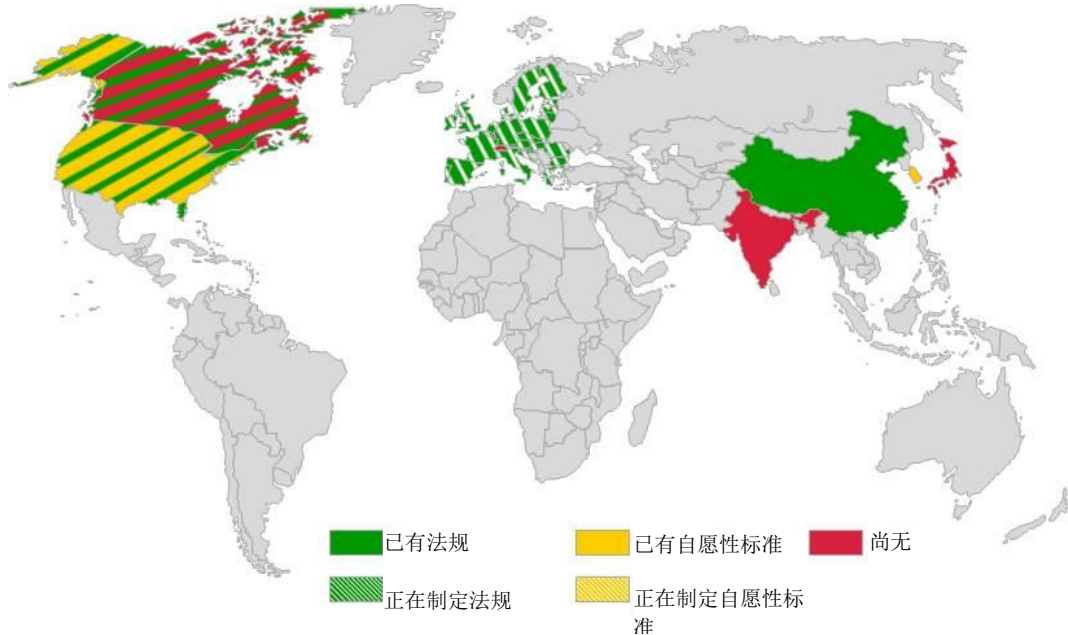 已有法规
已有自愿性标准
尚无
正在制定法规
正在制定自愿性标
准